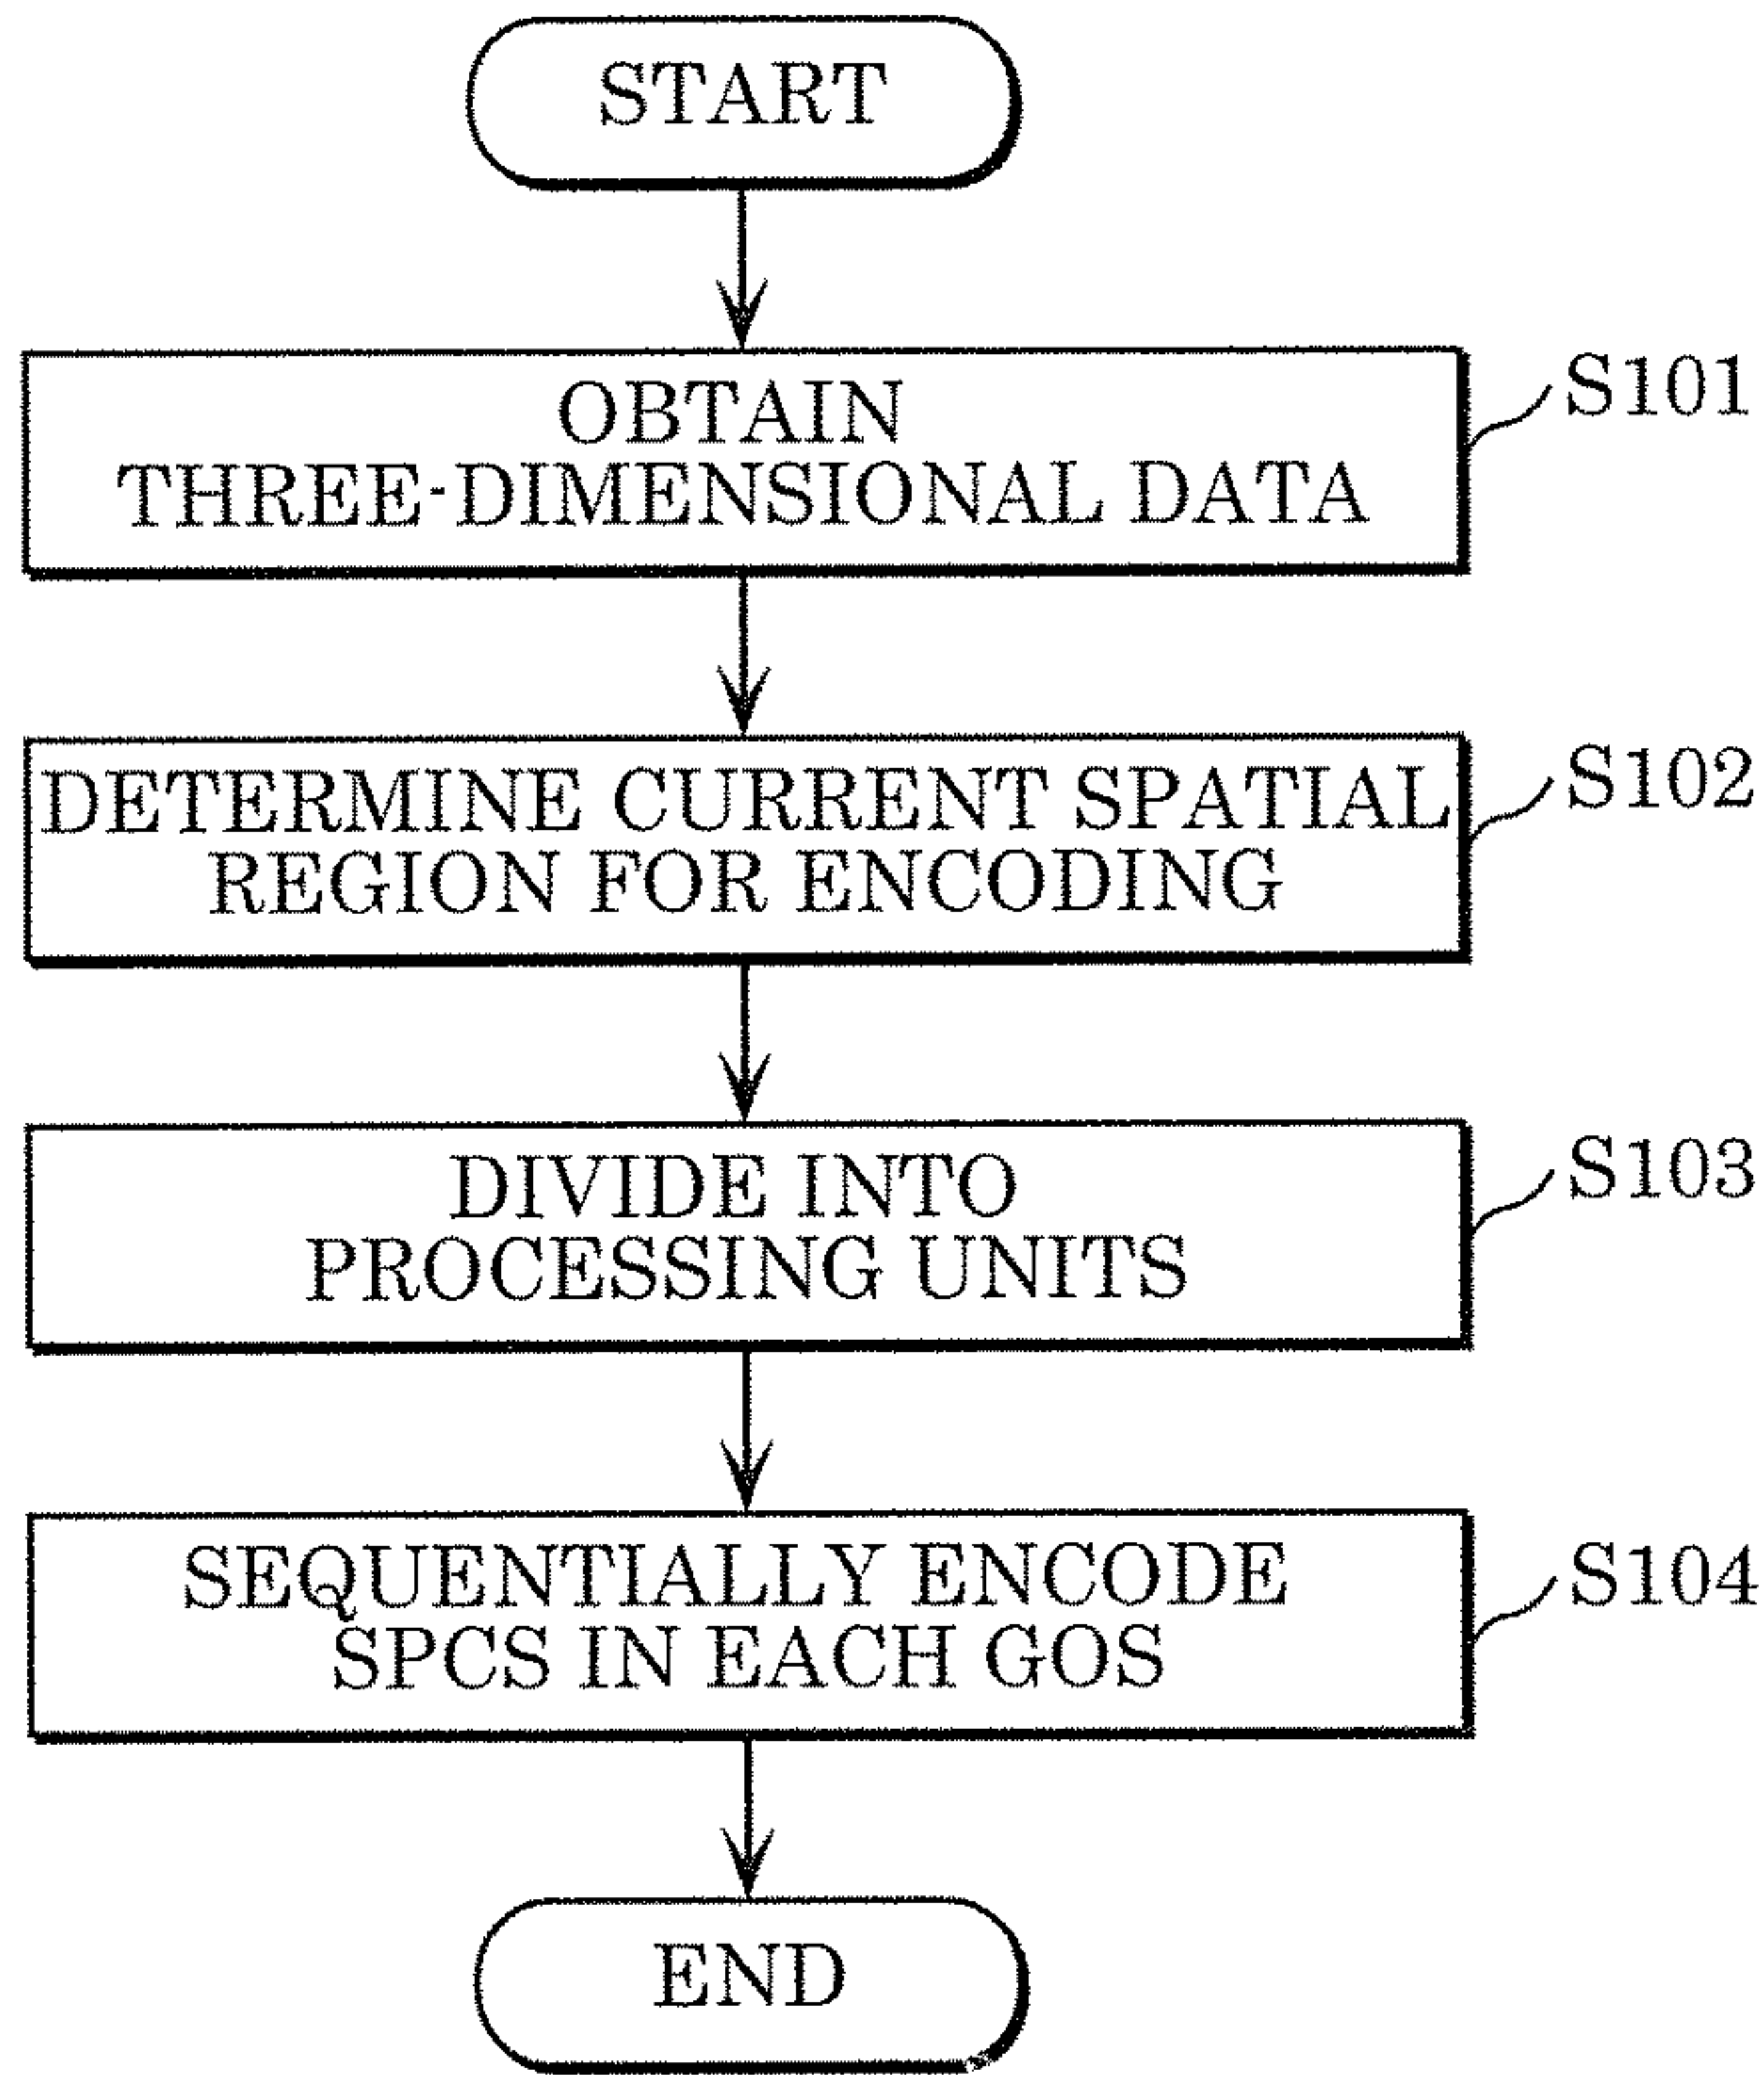 START
OBTAIN
THREE-DIMENSIONAL DATA
S101
DETERMINE CURRENT SPATIAL
REGION FOR ENCODING
S102
DIVIDE INTO
PROCESSING UNITS
S103
SEQUENTIALLY ENCODE
SPCS IN EACH GOS
S104
END